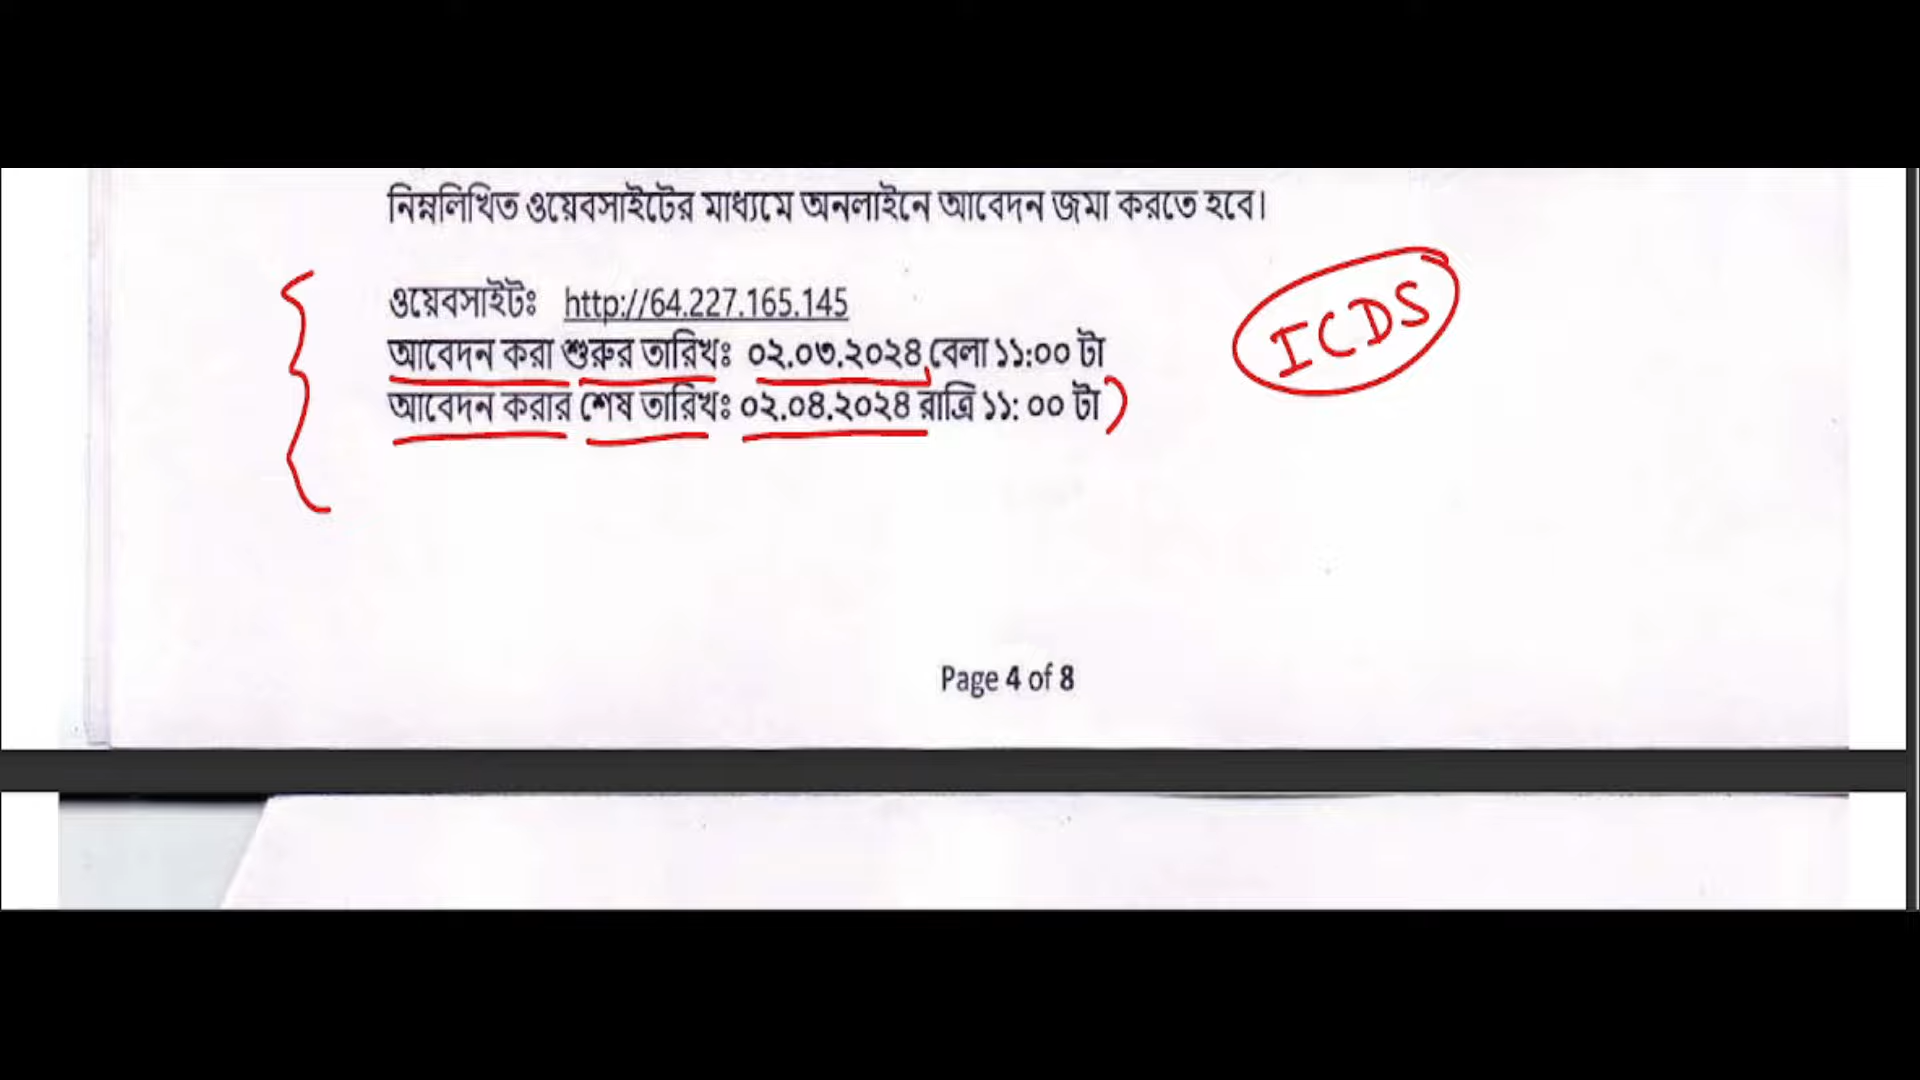 নিম্নলিখিত ওয়েবসাইটের মাধ্যমে অনলাইনে আবেদন জমা করতে হবে।
ওয়েবসাইটঃ http://64.227.165.145
আবেদন করা শুরুর তারিখঃ ০২.০৩.২০২৪ বেলা ১১:০০ টা
আবেদন করার শেষ তারিখঃ ০২.০৪.২০২৪ রাত্রি ১১: ০০ টা
ICDS
Page 4 of 8